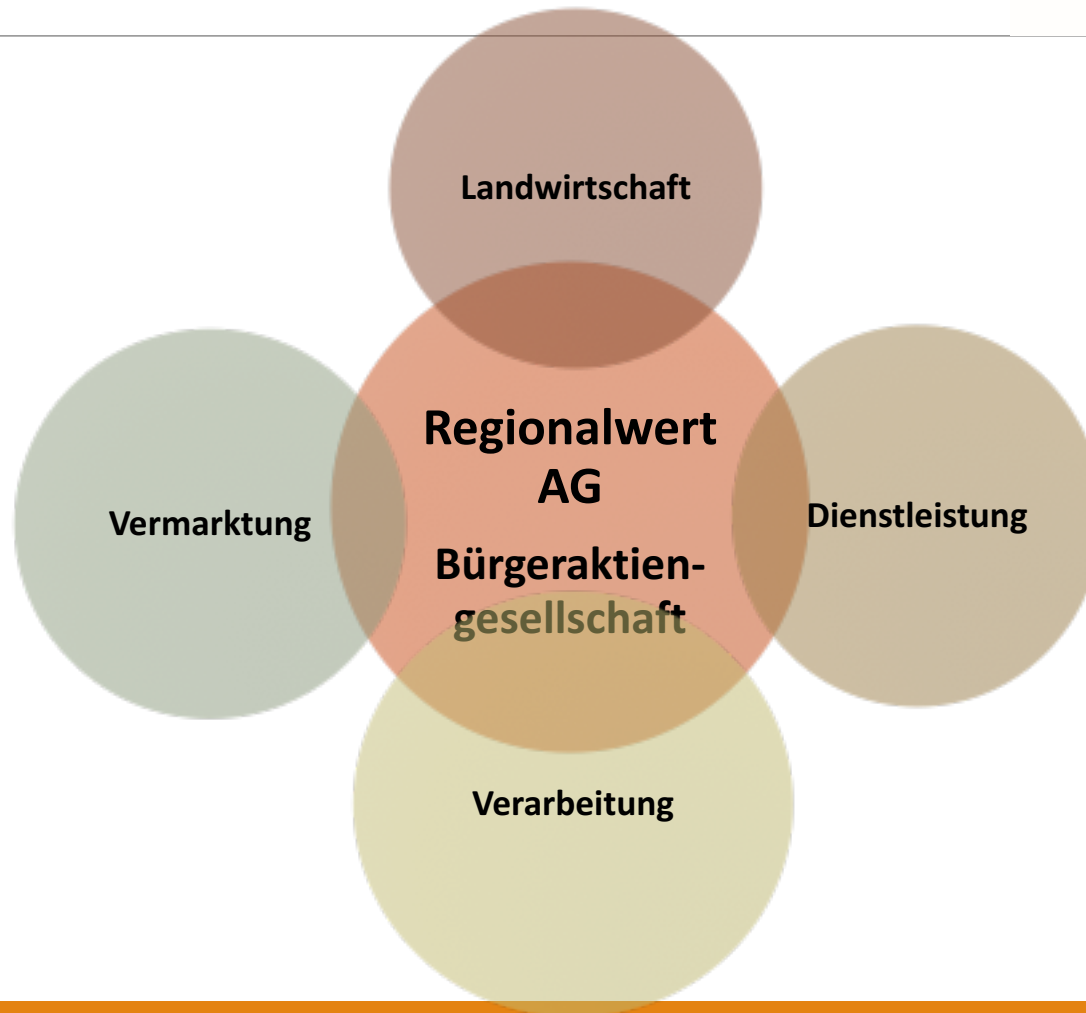 Landwirtschaft
Regionalwert
AG
Bürgeraktien-
gesellschaft
Vermarktung
Dienstleistung
Verarbeitung